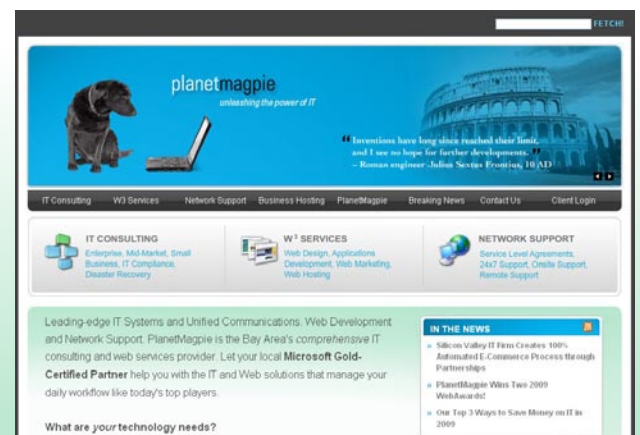 FETCH!
planetmagpie
unleashing the power of IT
“Inventions have long since reached their limit,
and I see no hope for further developments.”
– Roman engineer Julius Sextus Frontius, 10 AD
IT Consulting W3 Services Network Support Business Hosting PlanetMagpie Breaking News Contact Us Client Login
IT CONSULTING
Enterprise, Mid-Market, Small
Business, IT Compliance,
Disaster Recovery
W³ SERVICES
Web Design, Applications
Development, Web Marketing,
Web Hosting
NETWORK SUPPORT
Service Level Agreements,
24x7 Support, Onsite Support,
Remote Support
Leading-edge IT Systems and Unified Communications. Web Development
and Network Support. PlanetMagpie is the Bay Area's comprehensive IT
consulting and web services provider. Let your local Microsoft Gold-
Certified Partner help you with the IT and Web solutions that manage your
daily workflow like today's top players.
What are your technology needs?
IN THE NEWS
» Silicon Valley IT Firm Creates 100%
Automated E-Commerce Process through
Partnerships
» PlanetMagpie Wins Two 2009
WebAwards!
» Our Top 3 Ways to Save Money on IT in
2009